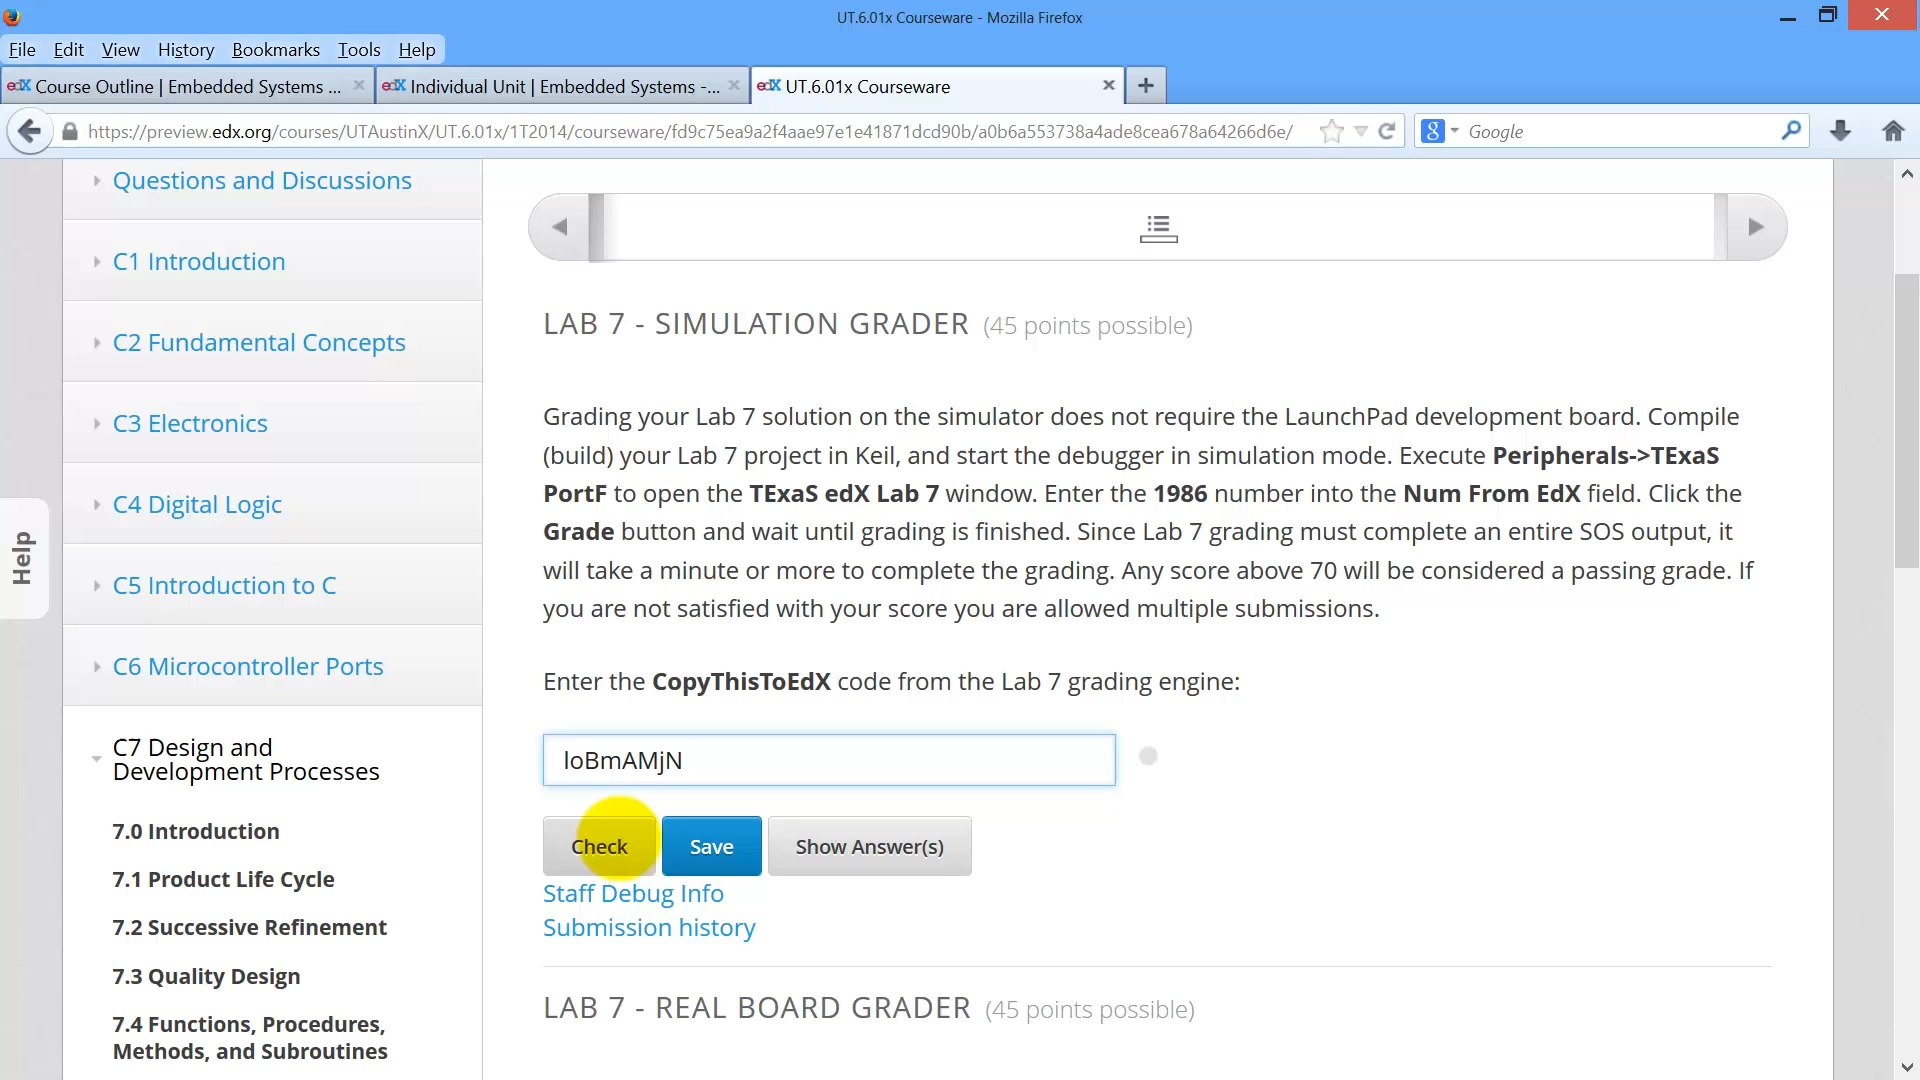 UT.6.01x Courseware - Mozilla Firefox
File Edit View History Bookmarks Tools Help
edX Course Outline | Embedded Systems ...
edX Individual Unit | Embedded Systems -...
edX UT.6.01x Courseware
https://preview.edx.org/courses/UTAustinX/UT.6.01x/1T2014/courseware/fd9c75ea9a2f4aae97e1e41871dcd90b/a0b6a553738a4ade8cea678a64266d6e/
8 Google
Help
Questions and Discussions
C1 Introduction
C2 Fundamental Concepts
C3 Electronics
C4 Digital Logic
C5 Introduction to C
C6 Microcontroller Ports
C7 Design and
Development Processes
7.0 Introduction
7.1 Product Life Cycle
7.2 Successive Refinement
7.3 Quality Design
7.4 Functions, Procedures,
Methods, and Subroutines
LAB 7 - SIMULATION GRADER (45 points possible)
Grading your Lab 7 solution on the simulator does not require the LaunchPad development board. Compile
(build) your Lab 7 project in Keil, and start the debugger in simulation mode. Execute Peripherals->TExaS
PortF to open the TExaS edX Lab 7 window. Enter the 1986 number into the Num From EdX field. Click the
Grade button and wait until grading is finished. Since Lab 7 grading must complete an entire SOS output, it
will take a minute or more to complete the grading. Any score above 70 will be considered a passing grade. If
you are not satisfied with your score you are allowed multiple submissions.
Enter the CopyThisToEdX code from the Lab 7 grading engine:
loBmAMjN
Check Save Show Answer(s)
Staff Debug Info
Submission history
LAB 7 - REAL BOARD GRADER (45 points possible)